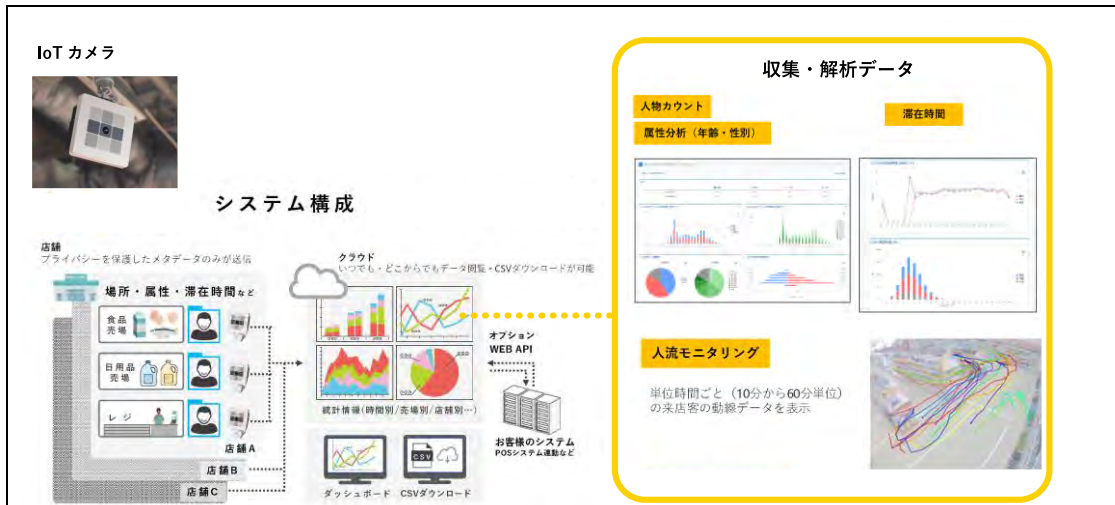 IoT カメラ
システム構成
店舗
プライバシーを保護したメタデータのみが送信
場所・属性・滞在時間など
食品
売場
日用品
売場
レジ
店舗A
店舗B
店舗C
クラウド
いつでも・どこからでもデータ閲覧・CSVダウンロードが可能
統計情報(時間別/売場別/店舗別…)
ダッシュボード
CSV
CSVダウンロード
オプション
WEB API
お客様のシステム
POSシステム連動など
収集・解析データ
人物カウント
属性分析（年齢・性別）
滞在時間
人流モニタリング
単位時間ごと（10分から60分単位）
の来店客の動線データを表示